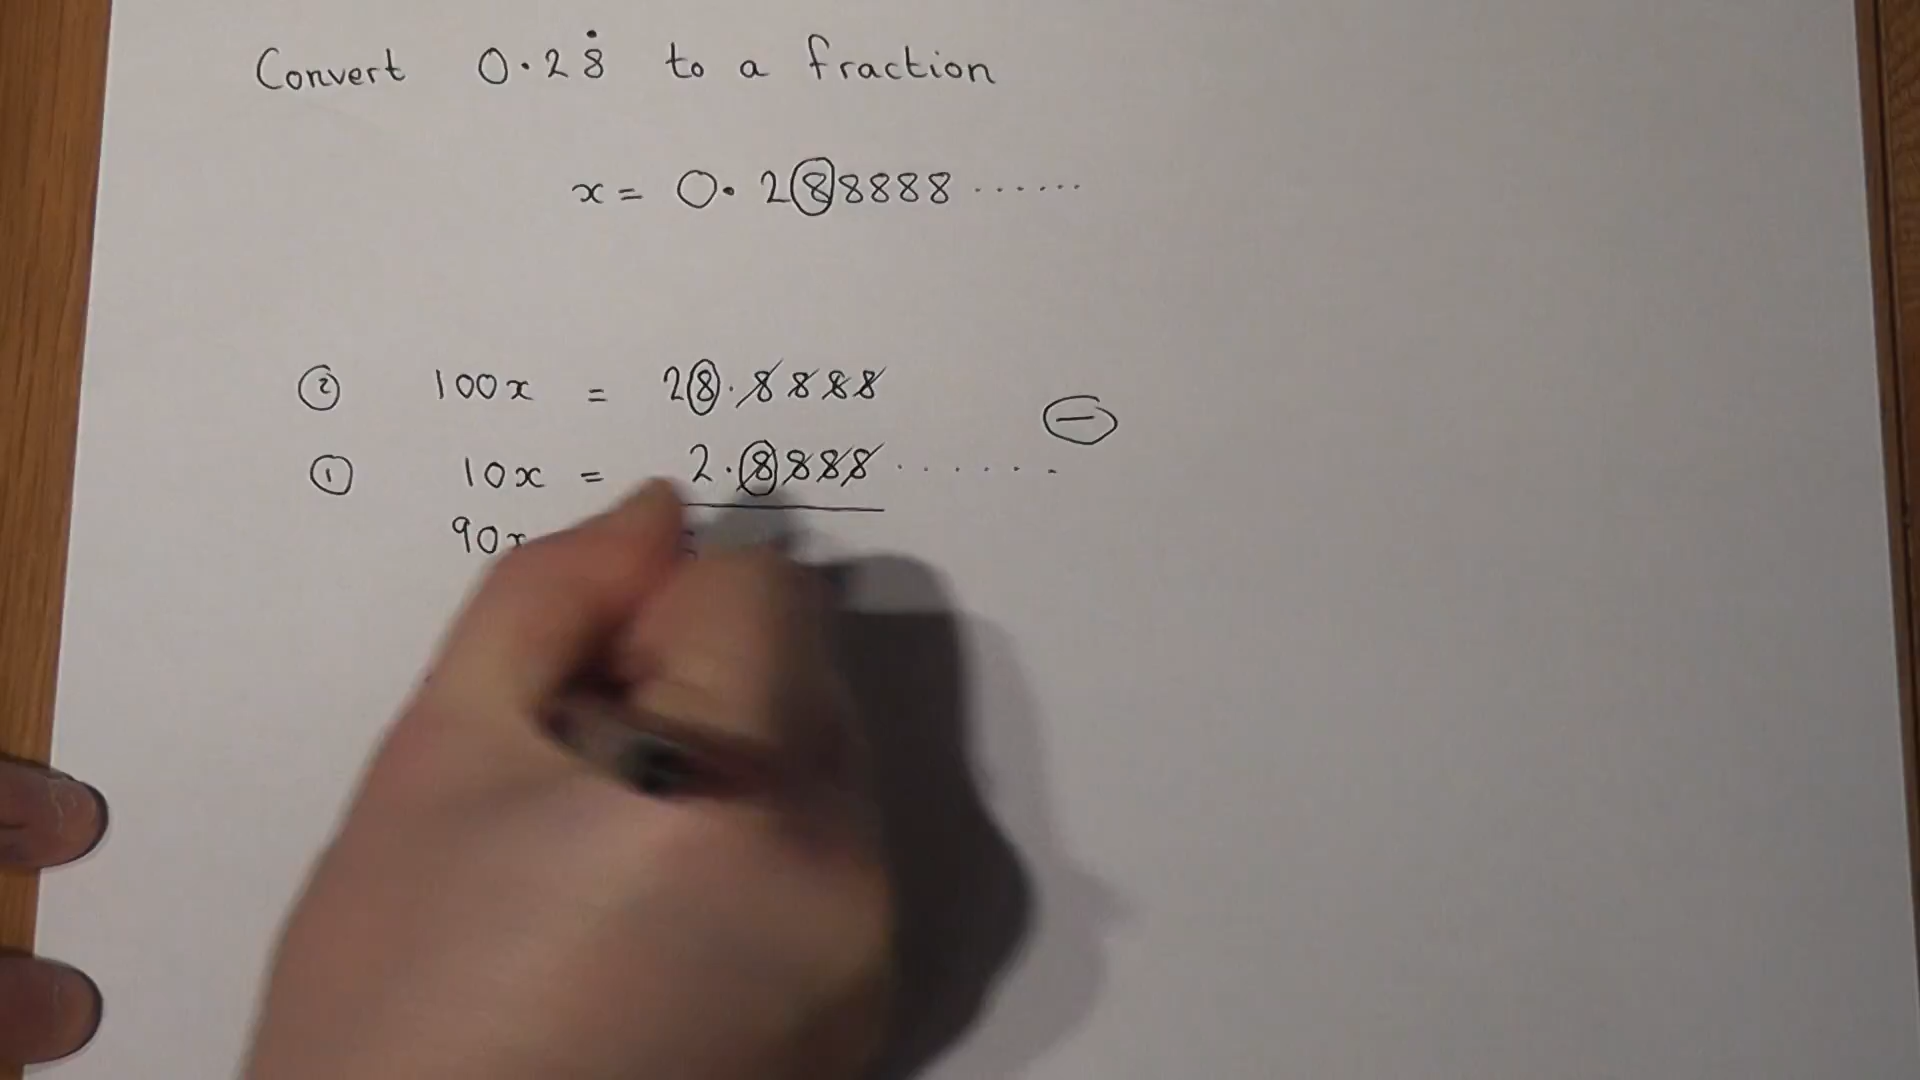 Convert 0.28̇ to a fraction
x = 0.288888.......
② 100x = 28.8888
① 10x = 2.8888......
⊖
90x =